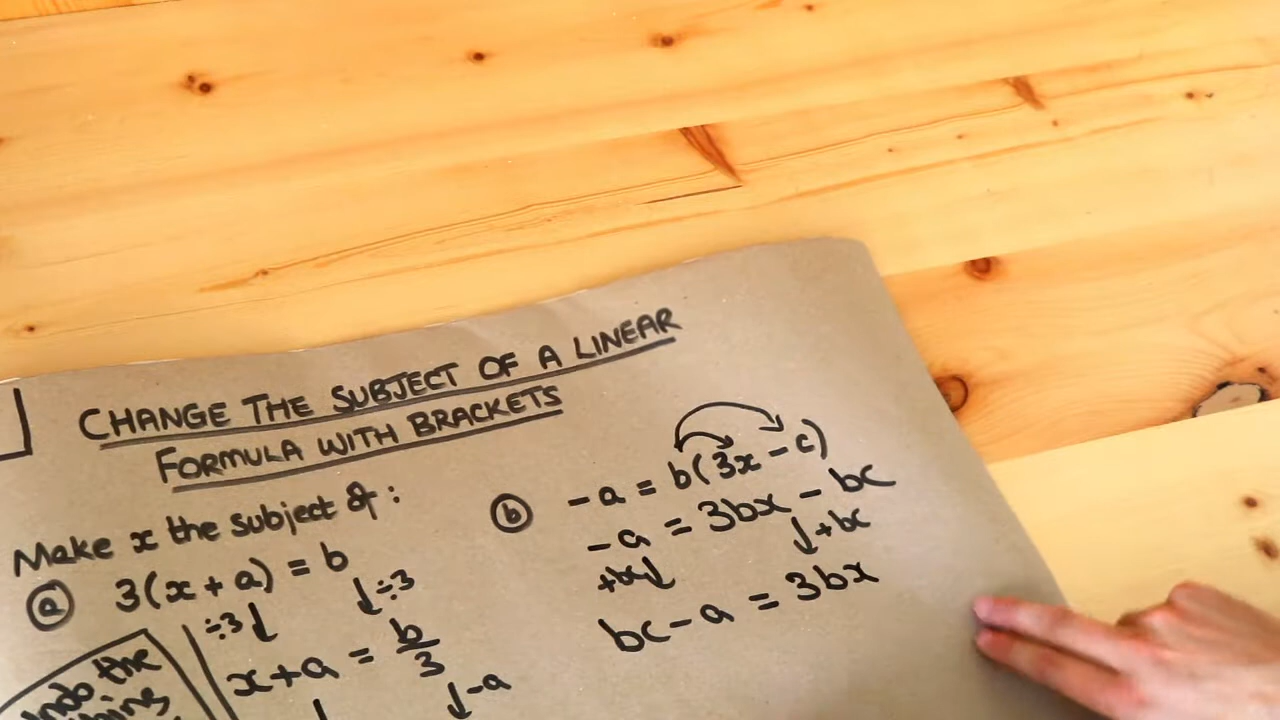 CHANGE THE SUBJECT OF A LINEAR
FORMULA WITH BRACKETS
Make x the subject of:
(a) 3(x + a) = b
÷3 ÷3
x + a = b/3
-a
the
(b) -a = b(3x - c)
-a = 3bx - bc
+bc +bc
bc - a = 3bx